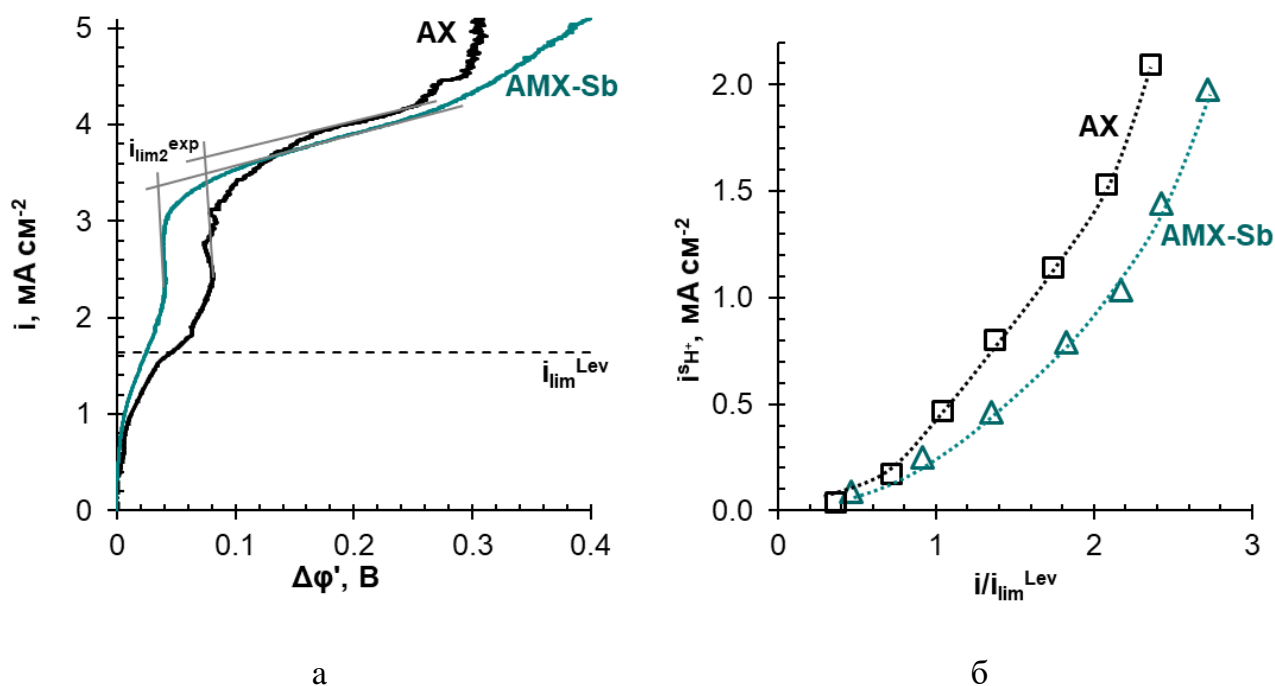 5
4
3
2
1
0
i, мА см⁻²
AX
AMX-Sb
i_lim2^exp
i_lim^Lev
0
0.1
0.2
0.3
0.4
Δφ', В
а
2.0
1.5
1.0
0.5
0.0
i^s_H⁺, мА см⁻²
AX
AMX-Sb
0
1
2
3
i/i_lim^Lev
б